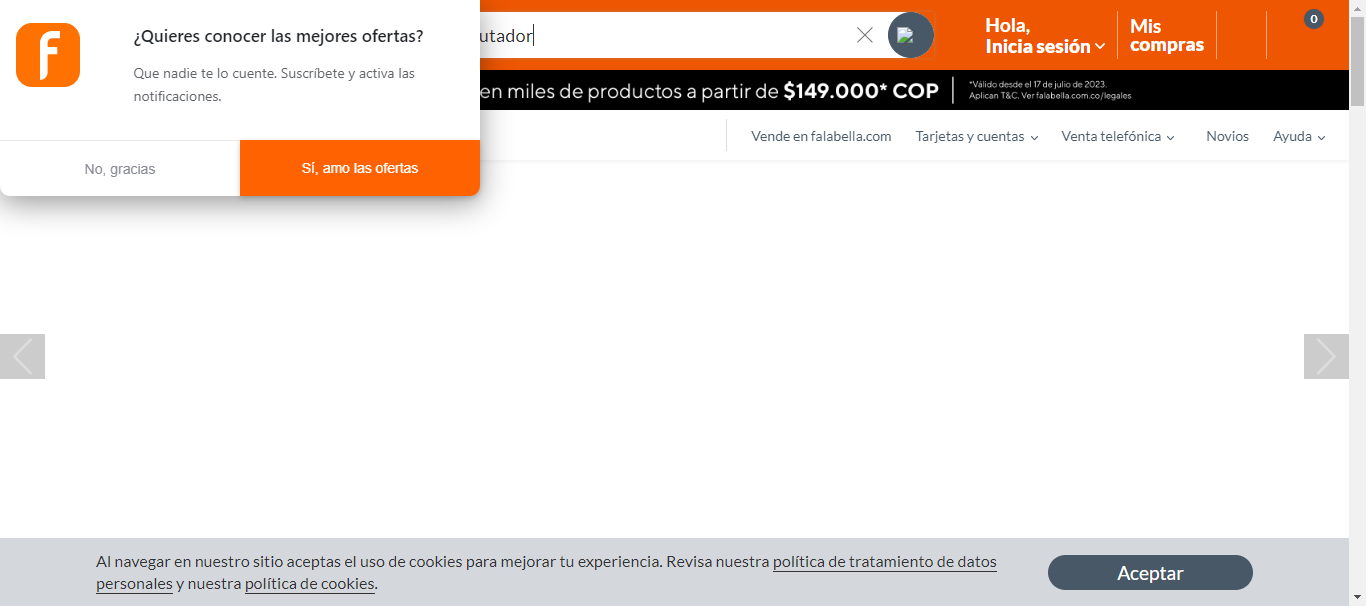 ¿Quieres conocer las mejores ofertas?
Que nadie te lo cuente. Suscríbete y activa las
notificaciones.
No, gracias
Sí, amo las ofertas
utador
Hola,
Inicia sesión
Mis
compras
0
en miles de productos a partir de $149.000* COP
*Válido desde el 17 de julio de 2023.
Aplican T&C. Ver falabella.com.co/legales
Vende en falabella.com
Tarjetas y cuentas
Venta telefónica
Novios
Ayuda
Al navegar en nuestro sitio aceptas el uso de cookies para mejorar tu experiencia. Revisa nuestra política de tratamiento de datos
personales y nuestra política de cookies.
Aceptar